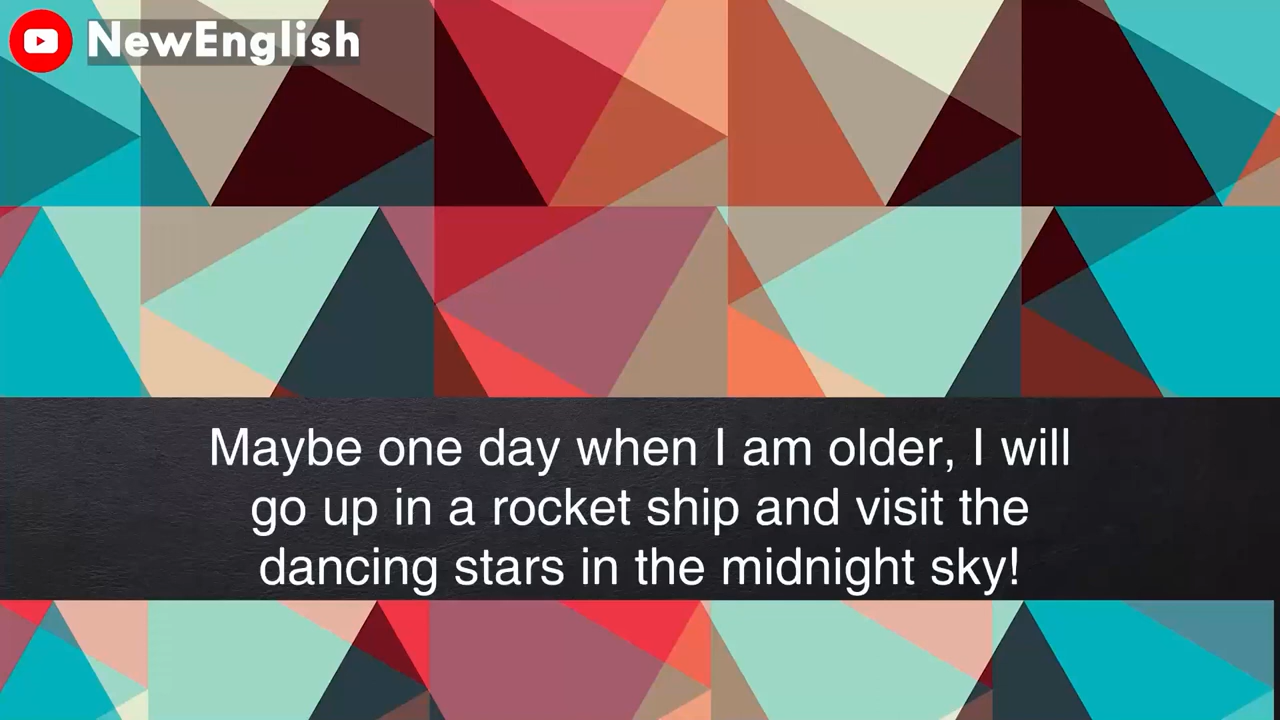 NewEnglish
Maybe one day when I am older, I will
go up in a rocket ship and visit the
dancing stars in the midnight sky!